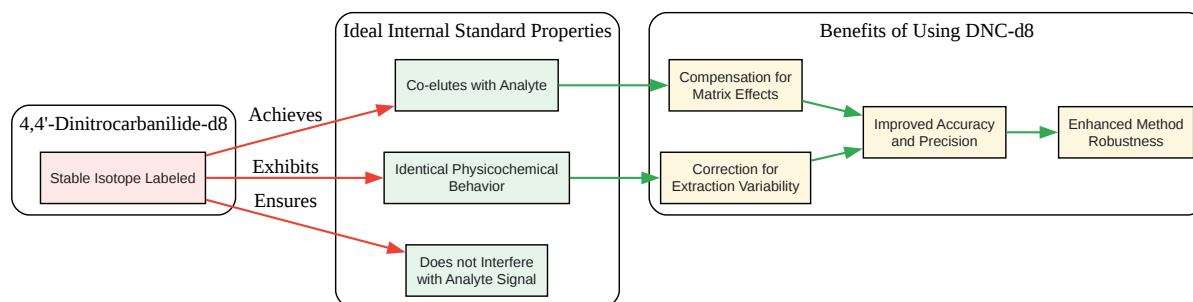 4,4'-Dinitrocarbanilide-d8
Stable Isotope Labeled
Achieves
Exhibits
Ensures
Ideal Internal Standard Properties
Co-elutes with Analyte
Identical Physicochemical
Behavior
Does not Interfere
with Analyte Signal
Benefits of Using DNC-d8
Compensation for
Matrix Effects
Correction for
Extraction Variability
Improved Accuracy
and Precision
Enhanced Method
Robustness